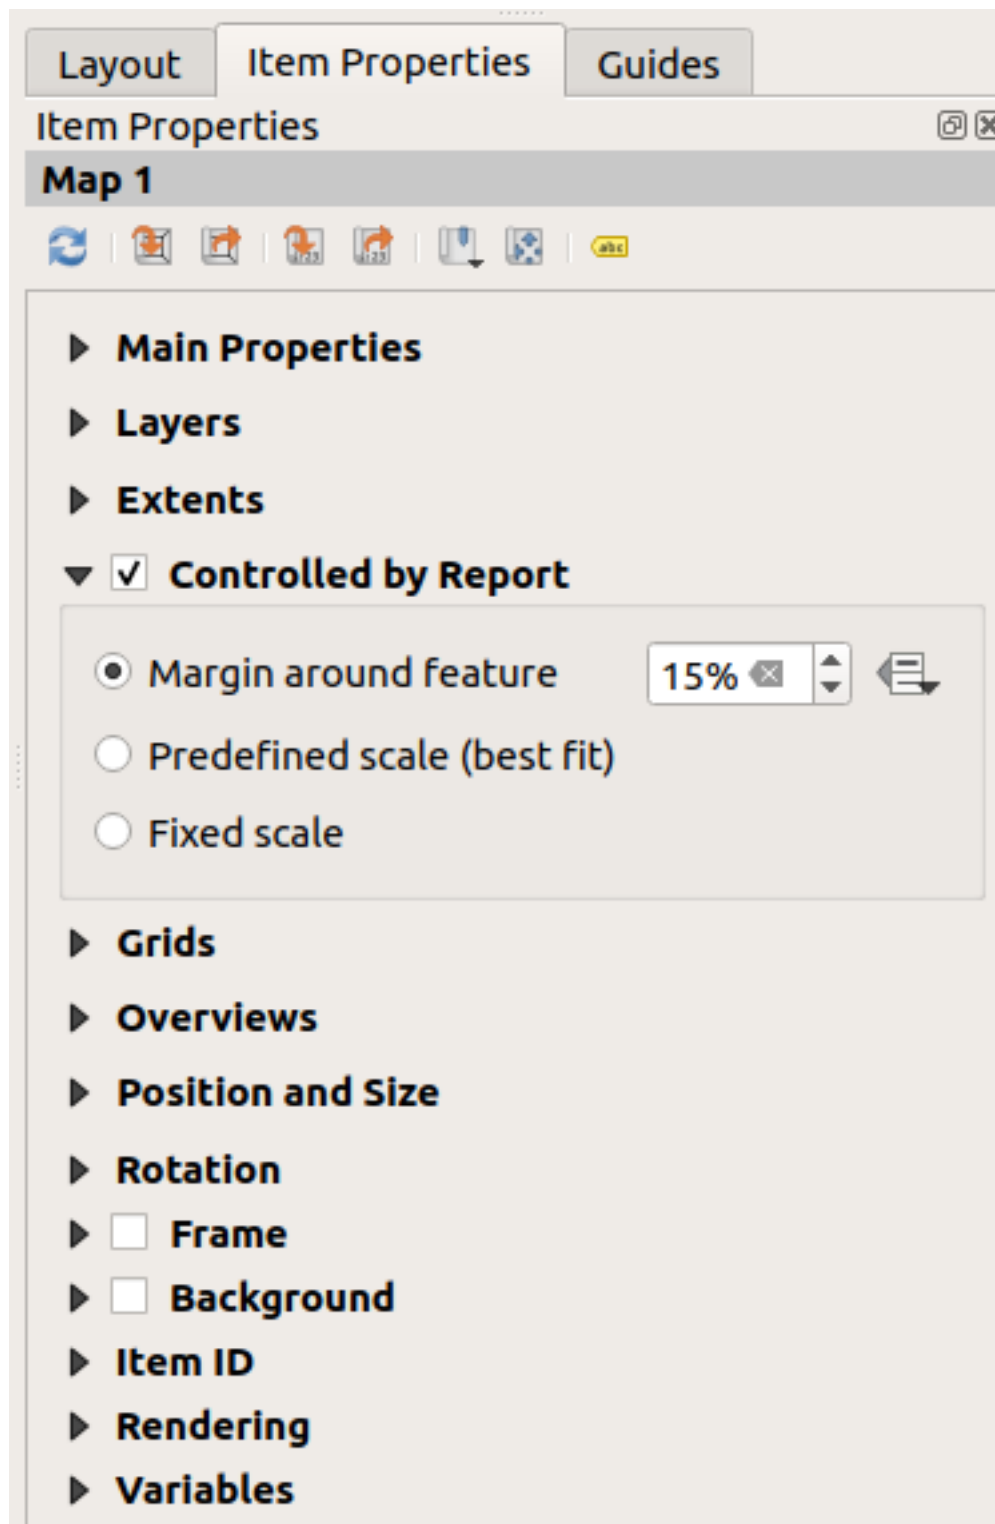 Layout Item Properties Guides
Item Properties
Map 1
abc
Main Properties
Layers
Extents
Controlled by Report
Margin around feature 15%
Predefined scale (best fit)
Fixed scale
Grids
Overviews
Position and Size
Rotation
Frame
Background
Item ID
Rendering
Variables